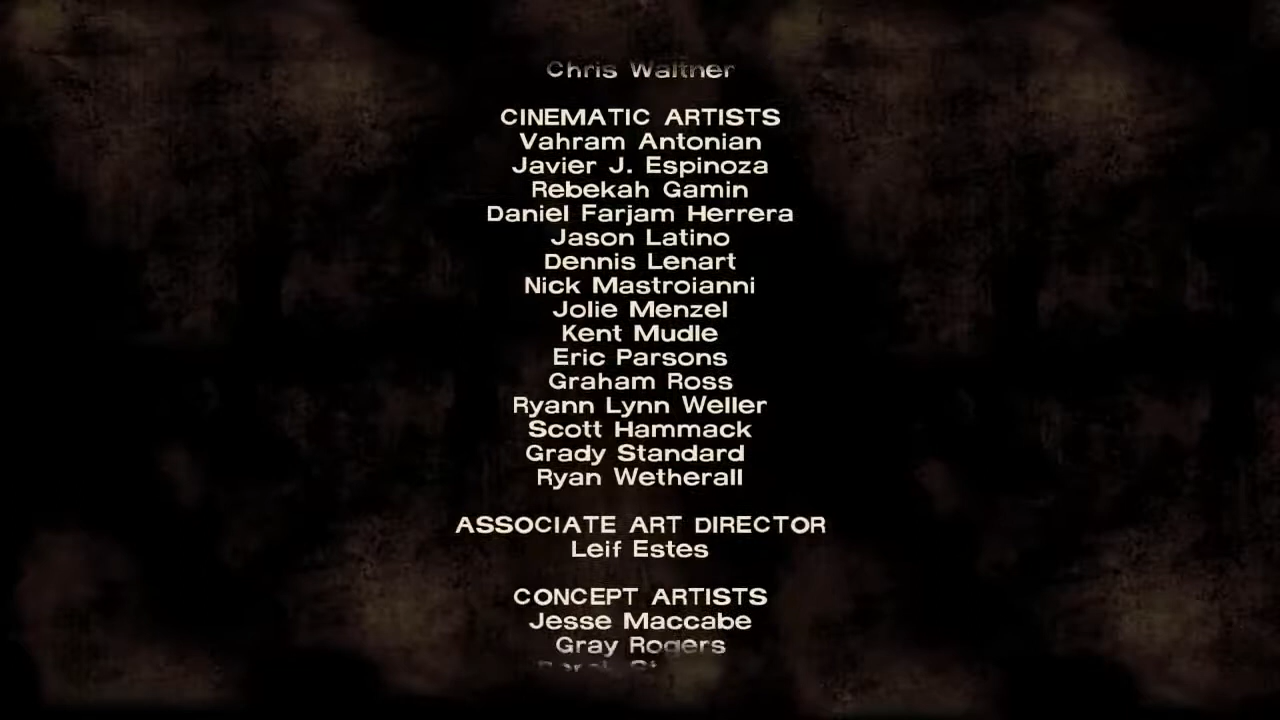 Chris Waltner
CINEMATIC ARTISTS
Vahram Antonian
Javier J. Espinoza
Rebekah Gamin
Daniel Farjam Herrera
Jason Latino
Dennis Lenart
Nick Mastroianni
Jolie Menzel
Kent Mudle
Eric Parsons
Graham Ross
Ryann Lynn Weller
Scott Hammack
Grady Standard
Ryan Wetherall
ASSOCIATE ART DIRECTOR
Leif Estes
CONCEPT ARTISTS
Jesse Maccabe
Gray Rogers